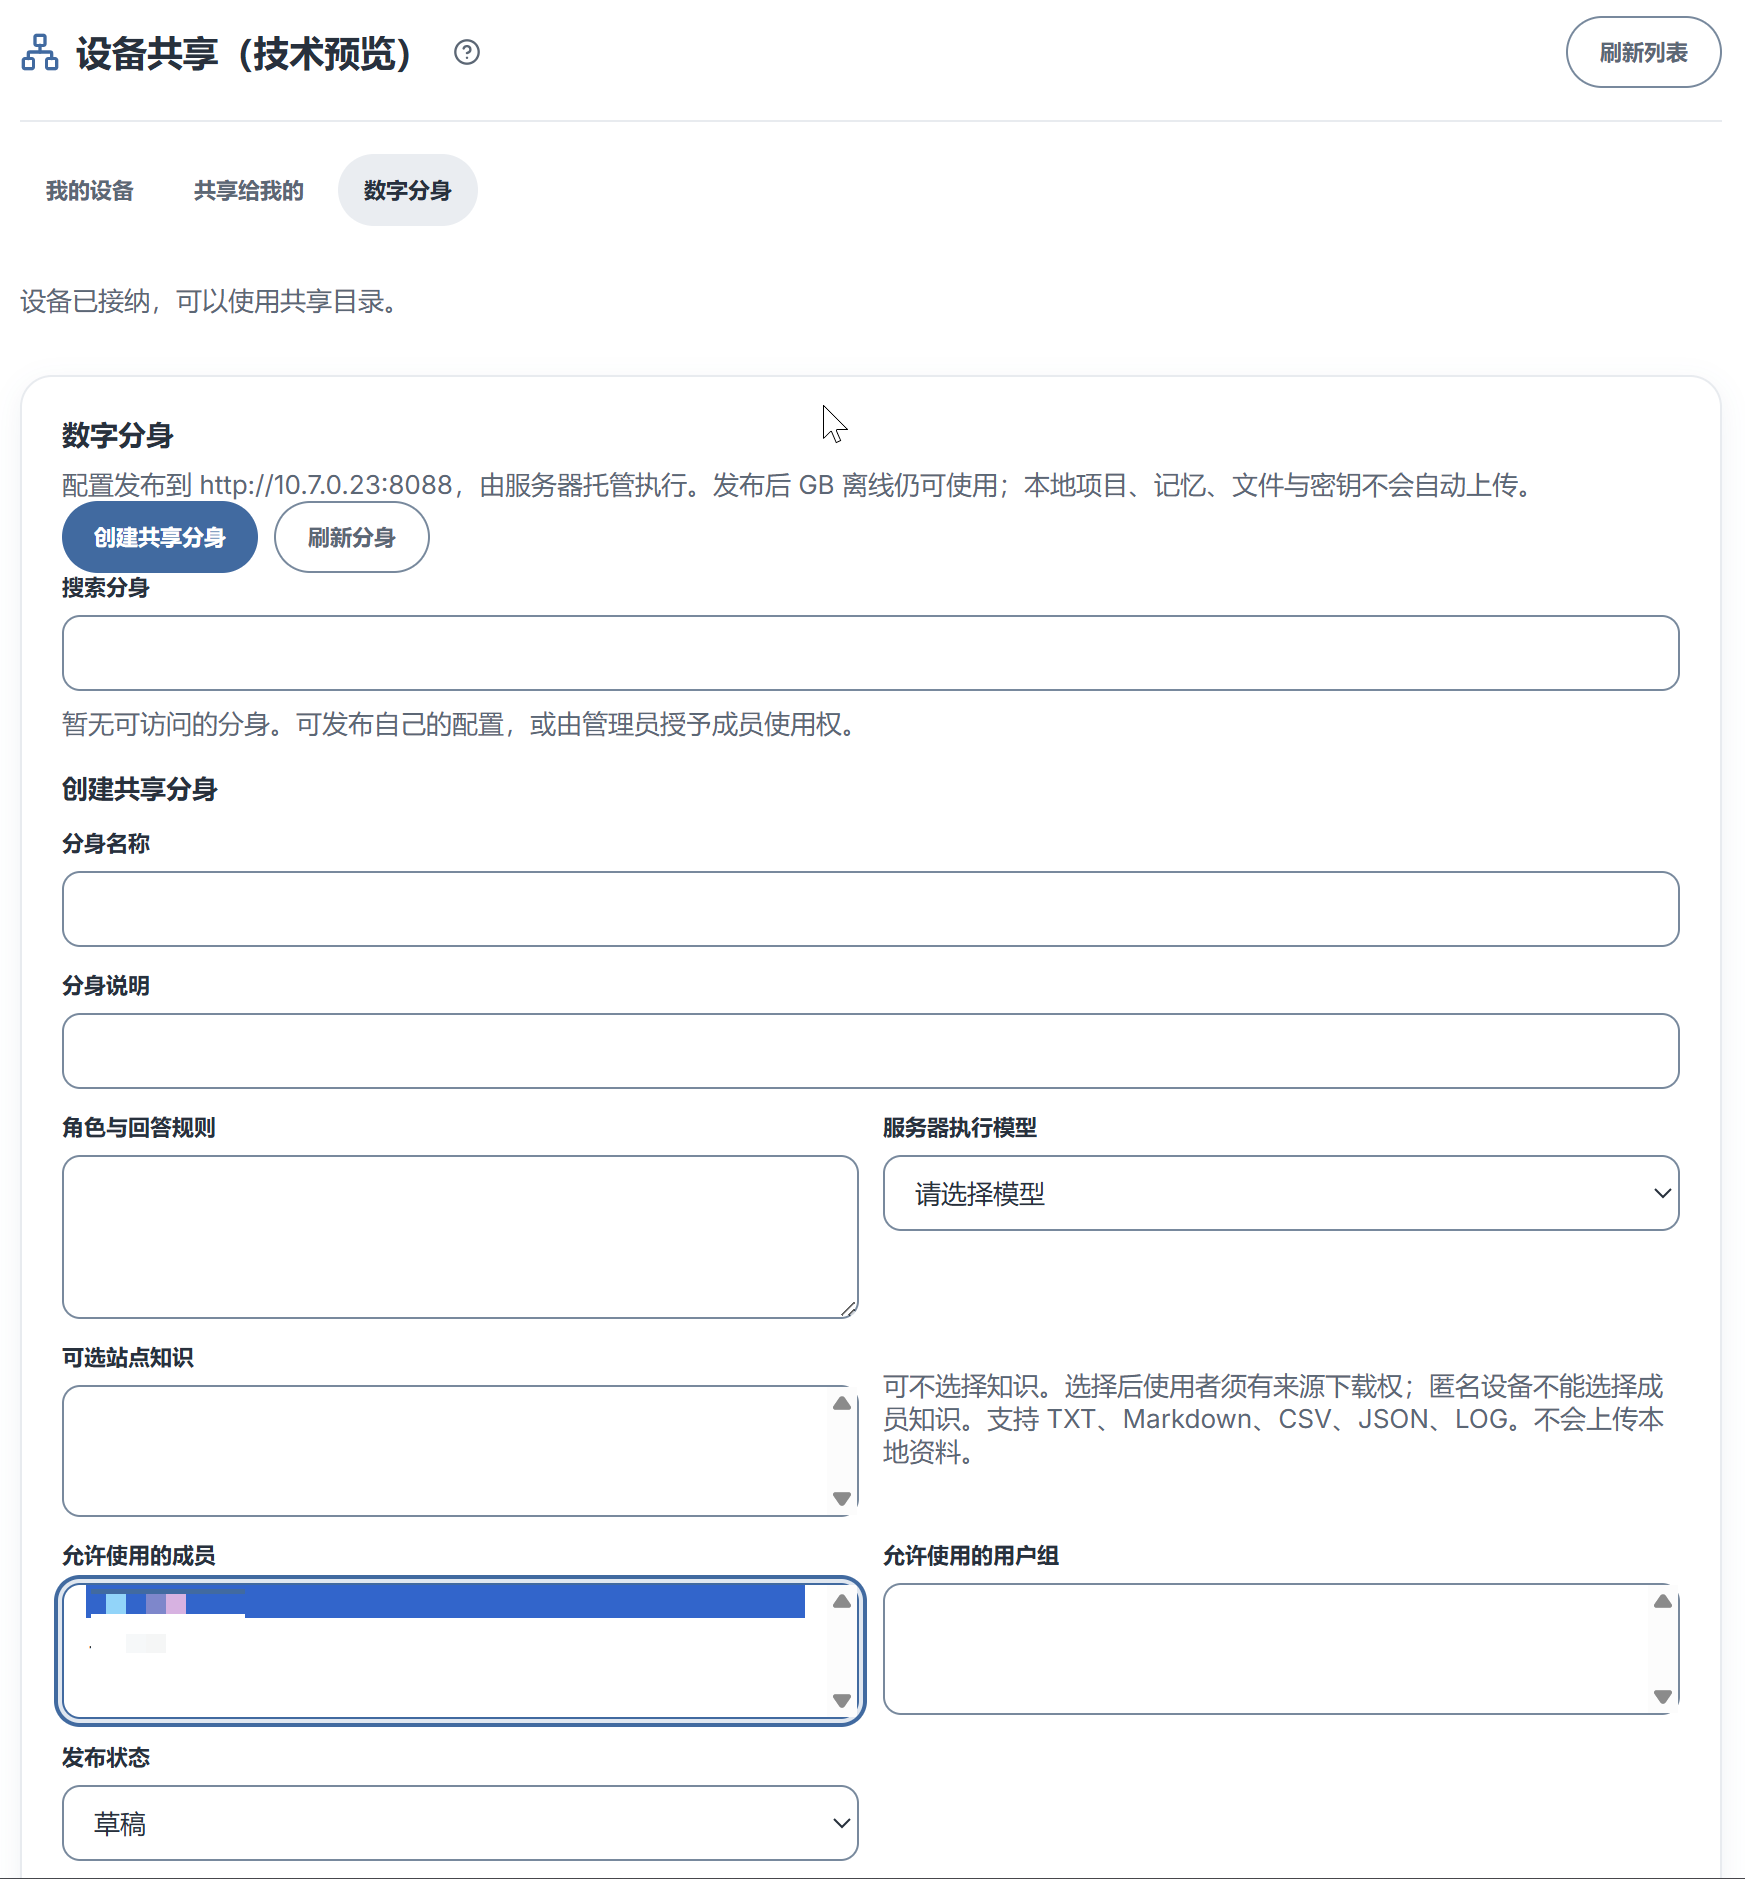 设备共享（技术预览）
刷新列表
我的设备
共享给我的
数字分身
设备已接纳，可以使用共享目录。
数字分身
配置发布到 http://10.7.0.23:8088，由服务器托管执行。发布后 GB 离线仍可使用；本地项目、记忆、文件与密钥不会自动上传。
创建共享分身
刷新分身
搜索分身
暂无可访问的分身。可发布自己的配置，或由管理员授予成员使用权。
创建共享分身
分身名称
分身说明
角色与回答规则
服务器执行模型
请选择模型
可选站点知识
可不选择知识。选择后使用者须有来源下载权；匿名设备不能选择成
员知识。支持 TXT、Markdown、CSV、JSON、LOG。不会上传本
地资料。
允许使用的成员
允许使用的用户组
发布状态
草稿